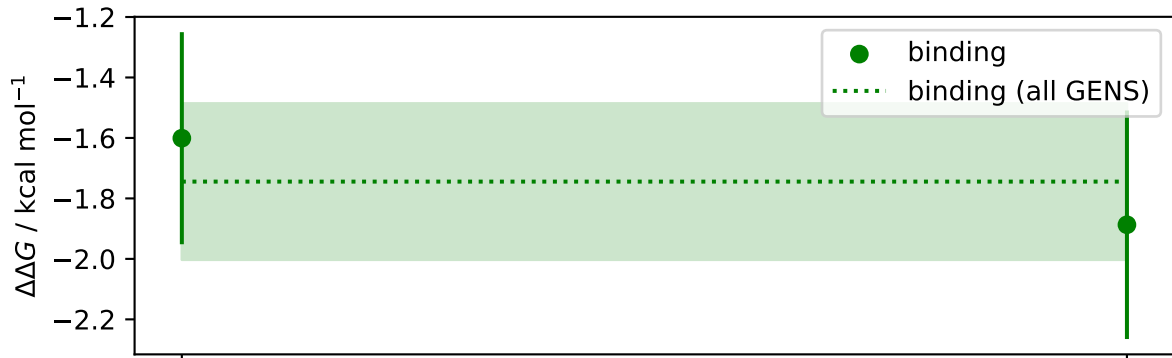 −1.2
−1.4
−1.6
−1.8
−2.0
−2.2
ΔΔG / kcal mol⁻¹
binding
binding (all GENS)